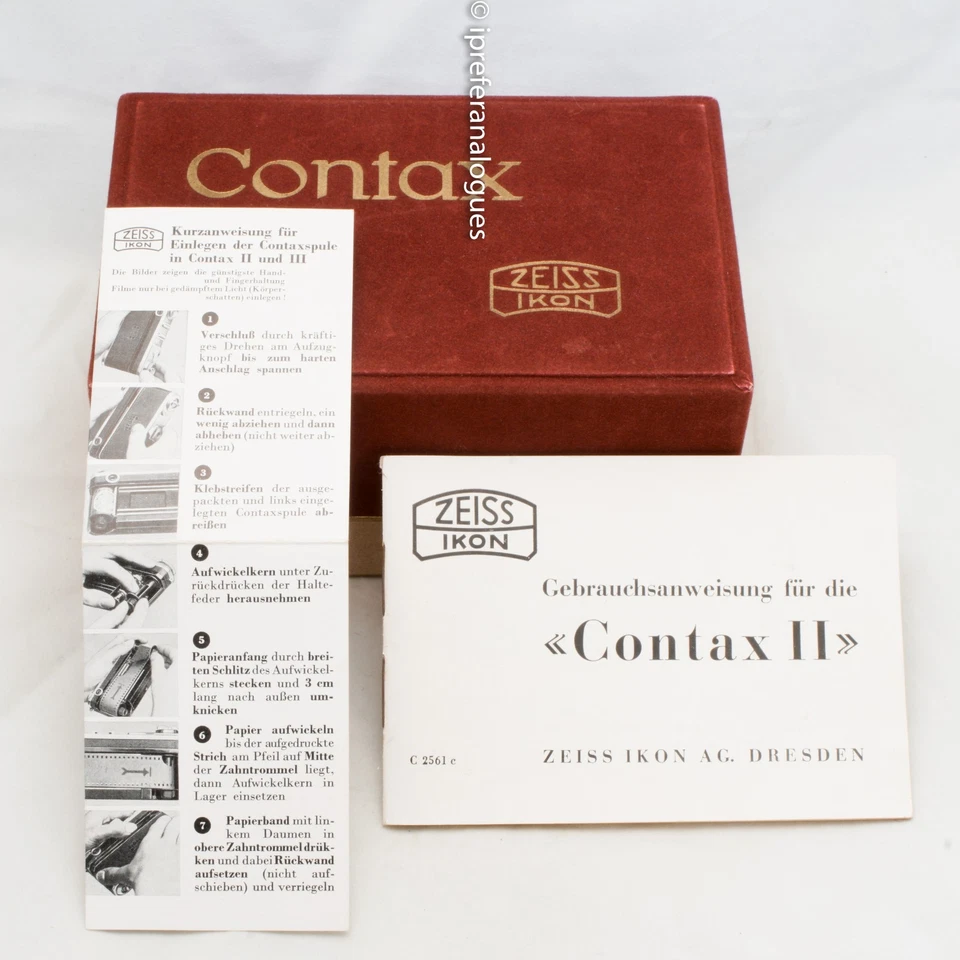 © ipreferanalogues
Contax
ZEISS
IKON
ZEISS
IKON
Kurzanweisung für
Einlegen der Contaxspule
in Contax II und III
Die Bilder zeigen die günstigste Hand-
und Fingerhaltung
Filme nur bei gedämpftem Licht (Körper-
schatten) einlegen!
1
Verschluß durch kräfti-
ges Drehen am Aufzug-
knopf bis zum harten
Anschlag spannen
2
Rückwand entriegeln, ein
wenig abziehen und dann
abheben (nicht weiter ab-
ziehen)
3
Klebstreifen der ausge-
packten und links einge-
legten Contaxspule ab-
reißen
4
Aufwickelkern unter Zu-
rückdrücken der Halte-
feder herausnehmen
5
Papieranfang durch brei-
ten Schlitz des Aufwickel-
kerns stecken und 3 cm
lang nach außen um-
knicken
6
Papier aufwickeln
bis der aufgedruckte
Strich am Pfeil auf Mitte
der Zahntrommel liegt,
dann Aufwickelkern in
Lager einsetzen
7
Papierband mit lin-
kem Daumen in
obere Zahntrommel drük-
ken und dabei Rückwand
aufsetzen (nicht auf-
schieben) und verriegeln
ZEISS
IKON
Gebrauchsanweisung für die
«Contax II»
C 2561 c
ZEISS IKON AG. DRESDEN